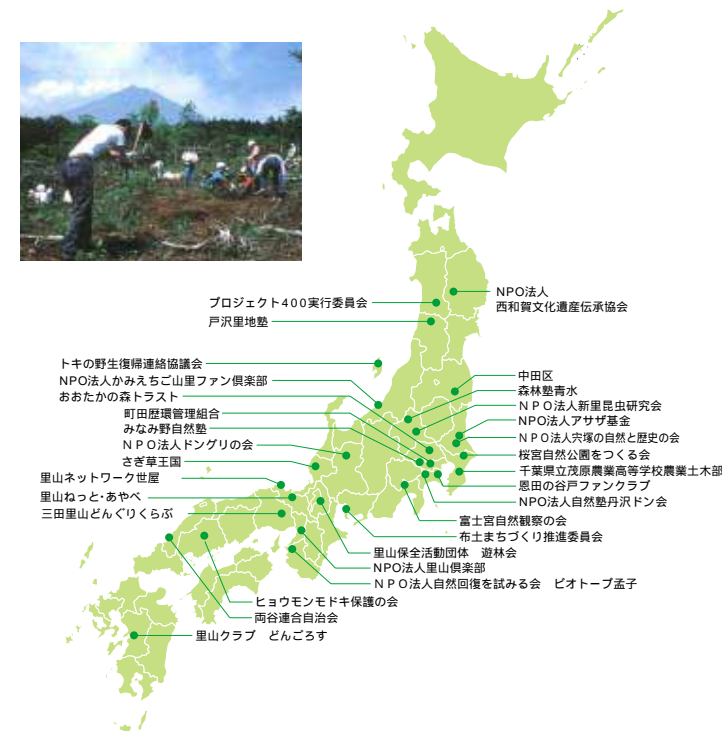 NPO法人
西和賀文化遺産伝承協会
プロジェクト400実行委員会
戸沢里地塾
トキの野生復帰連絡協議会
NPO法人かみえちご山里ファン倶楽部
おおたかの森トラスト
町田歴環管理組合
みなみ野自然塾
NPO法人ドングリの会
さぎ草王国
里山ネットワーク世屋
里山ねっと・あやべ
三田里山どんぐりくらぶ
中田区
森林塾青水
NPO法人新里昆虫研究会
NPO法人アサザ基金
NPO法人宍塚の自然と歴史の会
桜宮自然公園をつくる会
千葉県立茂原農業高等学校農業土木部
恩田の谷戸ファンクラブ
NPO法人自然塾丹沢ドン会
富士宮自然観察の会
布土まちづくり推進委員会
里山保全活動団体　遊林会
NPO法人里山倶楽部
NPO法人自然回復を試みる会　ビオトープ孟子
ヒョウモンモドキ保護の会
両谷連合自治会
里山クラブ　どんごろす